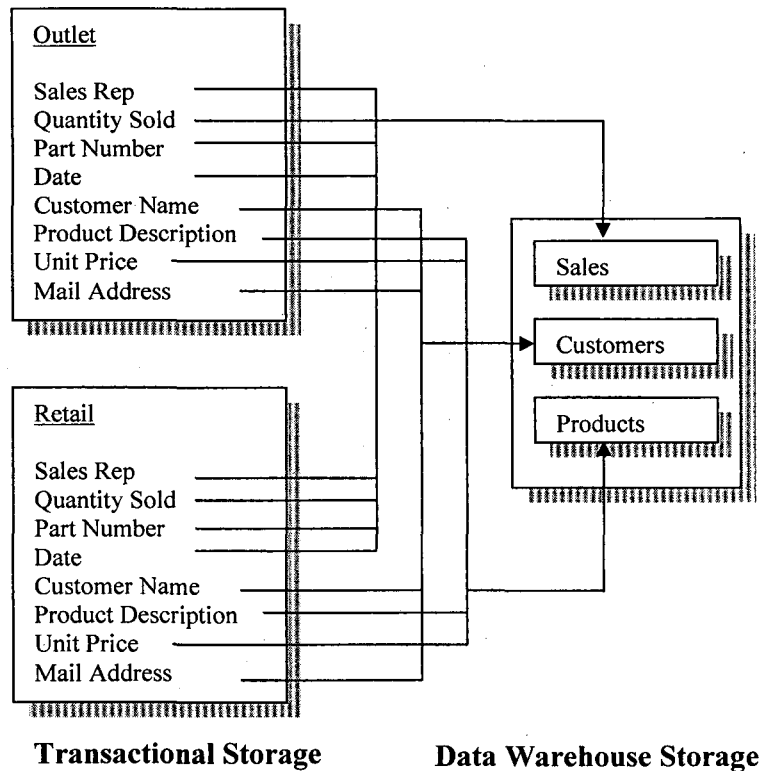 Outlet
Sales Rep
Quantity Sold
Part Number
Date
Customer Name
Product Description
Unit Price
Mail Address
Retail
Sales Rep
Quantity Sold
Part Number
Date
Customer Name
Product Description
Unit Price
Mail Address
Sales
Customers
Products
Transactional Storage
Data Warehouse Storage